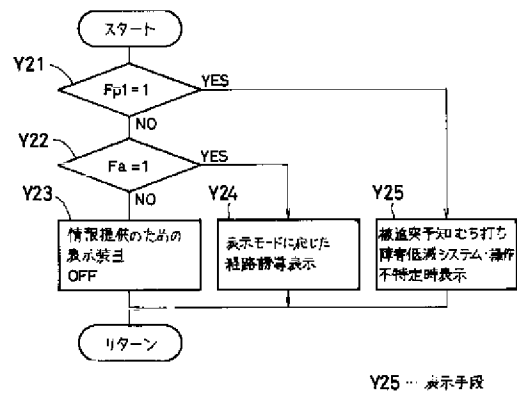 スタート
Y21
Fp1=1
YES
NO
Y22
Fa=1
YES
NO
Y23
情報提供のための
表示装置
OFF
Y24
表示モードに応じた
経路誘導表示
Y25
被追突予知むち打ち
障害低減システム・操作
不特定時表示
リターン
Y25 … 表示手段